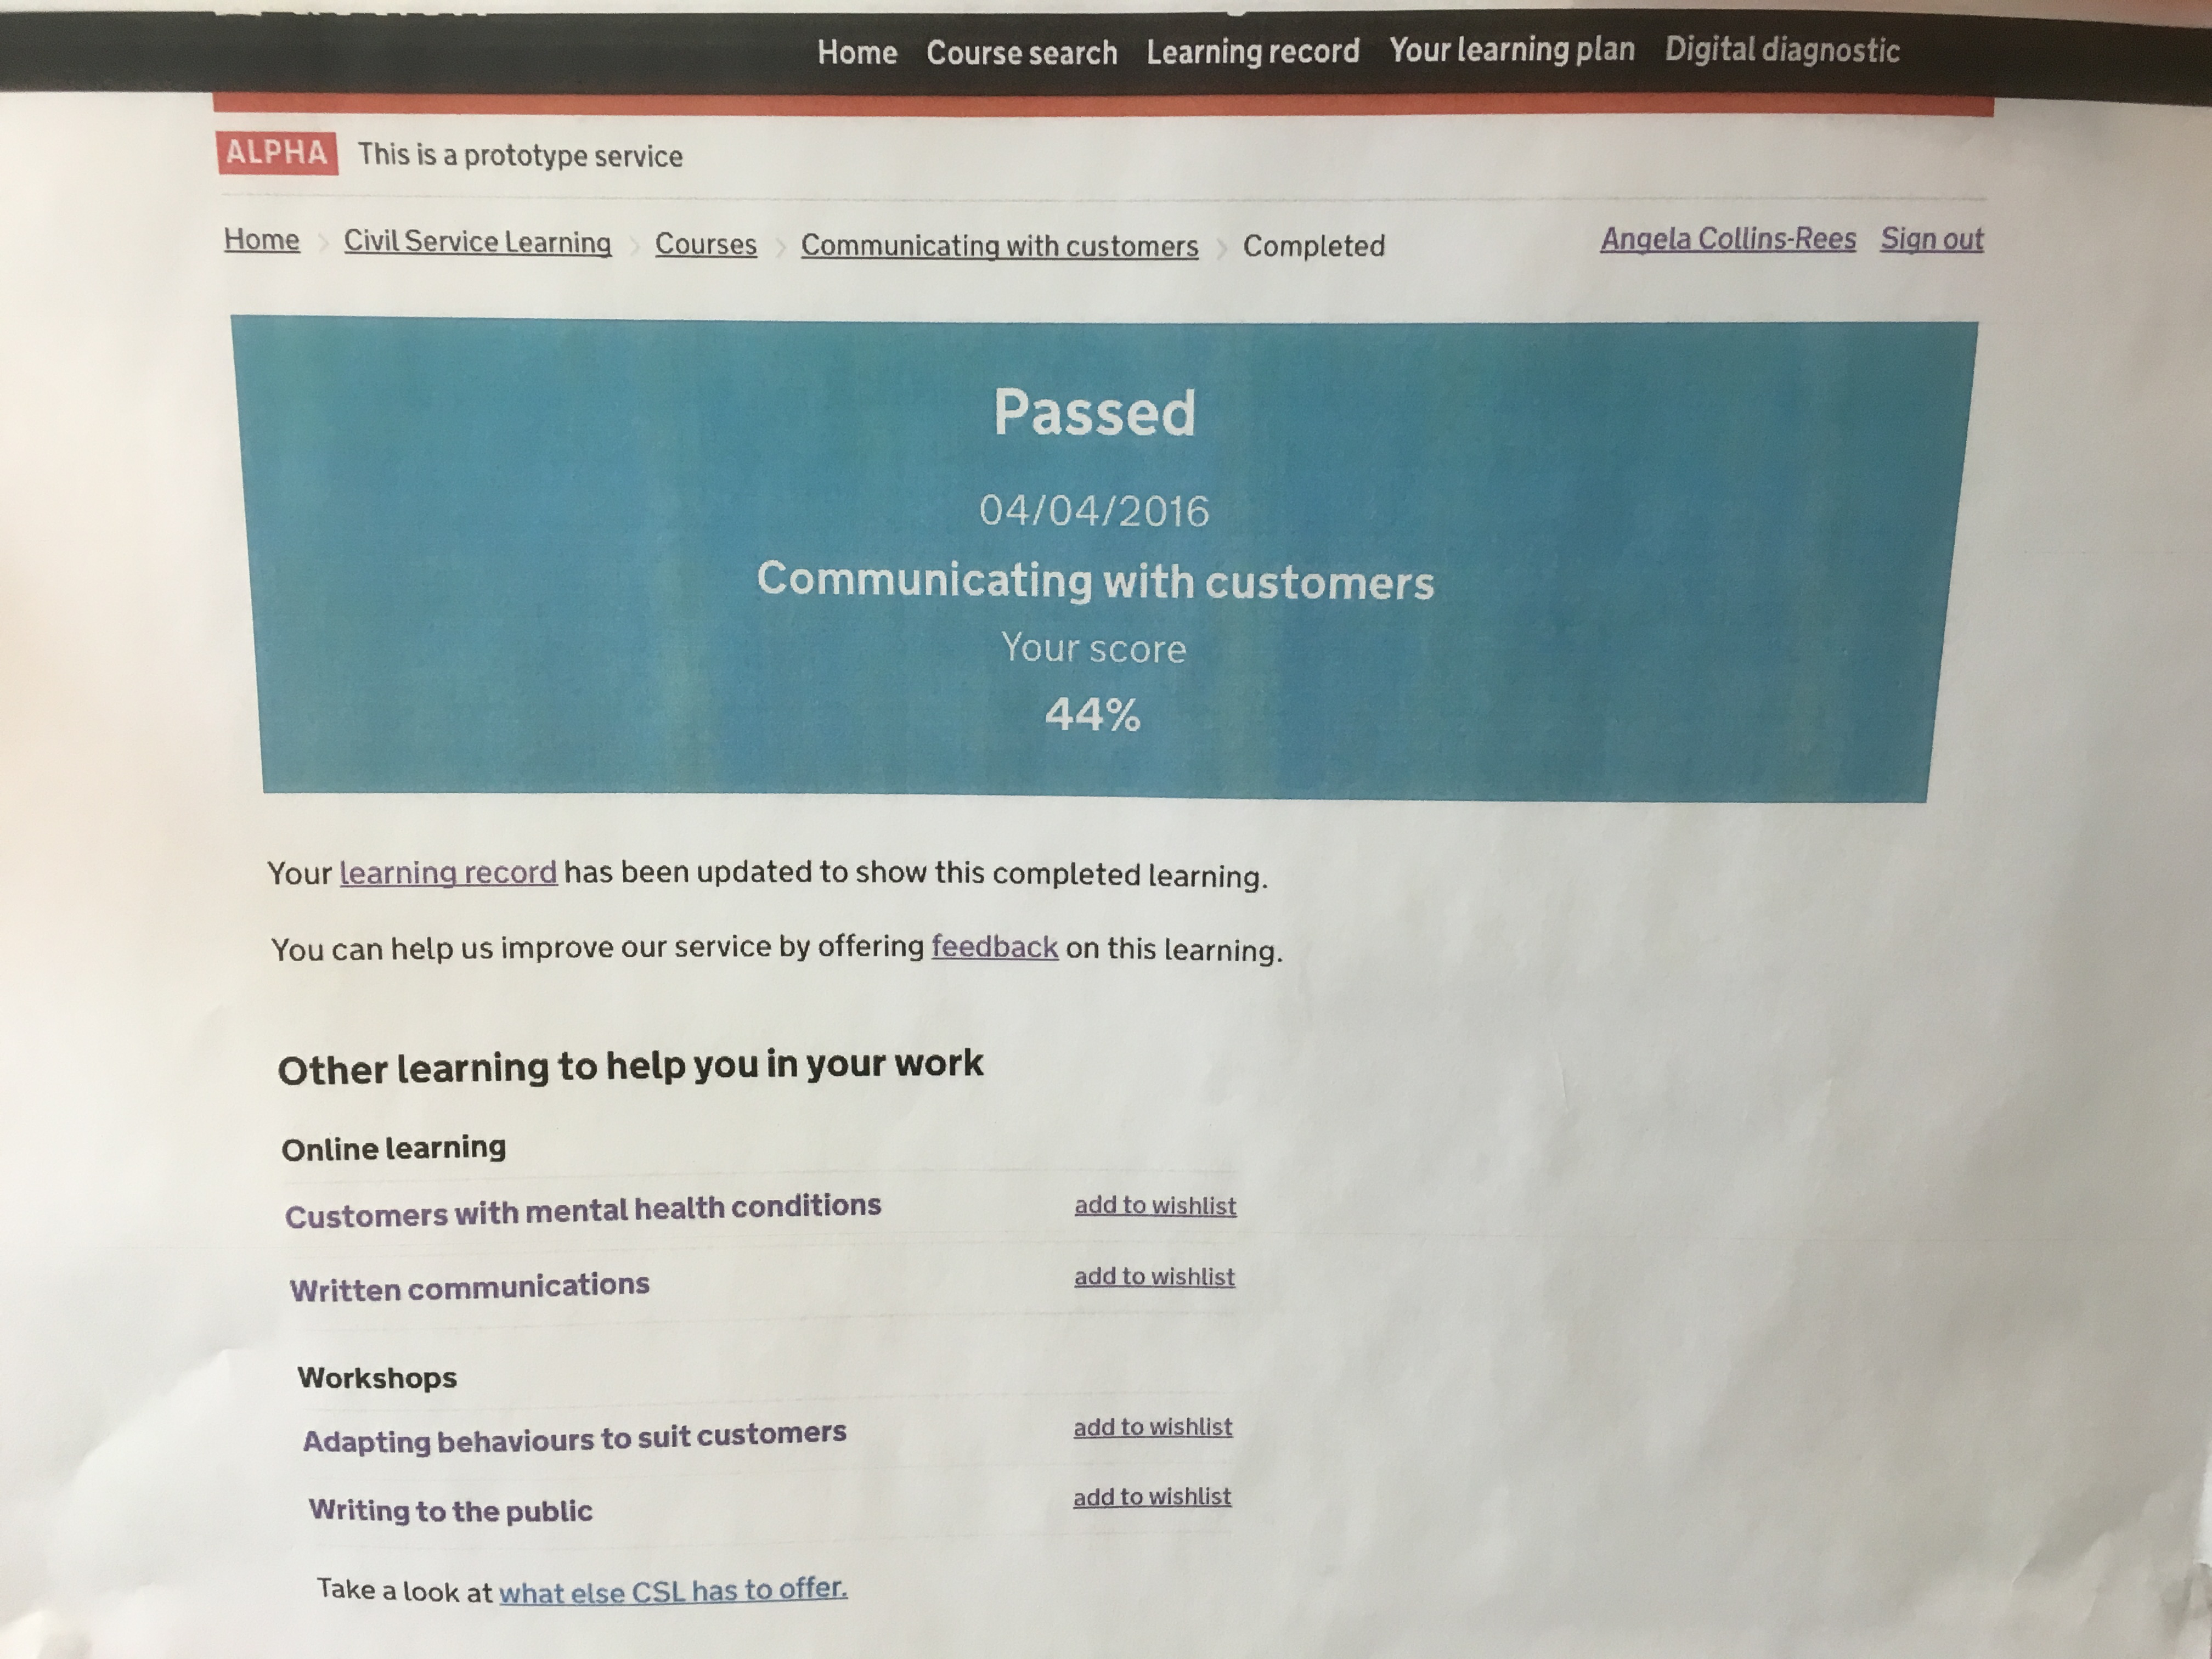 Home Course search Learning record Your learning plan Digital diagnostic
ALPHA This is a prototype service
Home > Civil Service Learning > Courses > Communicating with customers > Completed Angela Collins-Rees Sign out
Passed
04/04/2016
Communicating with customers
Your score
44%
Your learning record has been updated to show this completed learning.
You can help us improve our service by offering feedback on this learning.
Other learning to help you in your work
Online learning
Customers with mental health conditions add to wishlist
Written communications add to wishlist
Workshops
Adapting behaviours to suit customers add to wishlist
Writing to the public add to wishlist
Take a look at what else CSL has to offer.